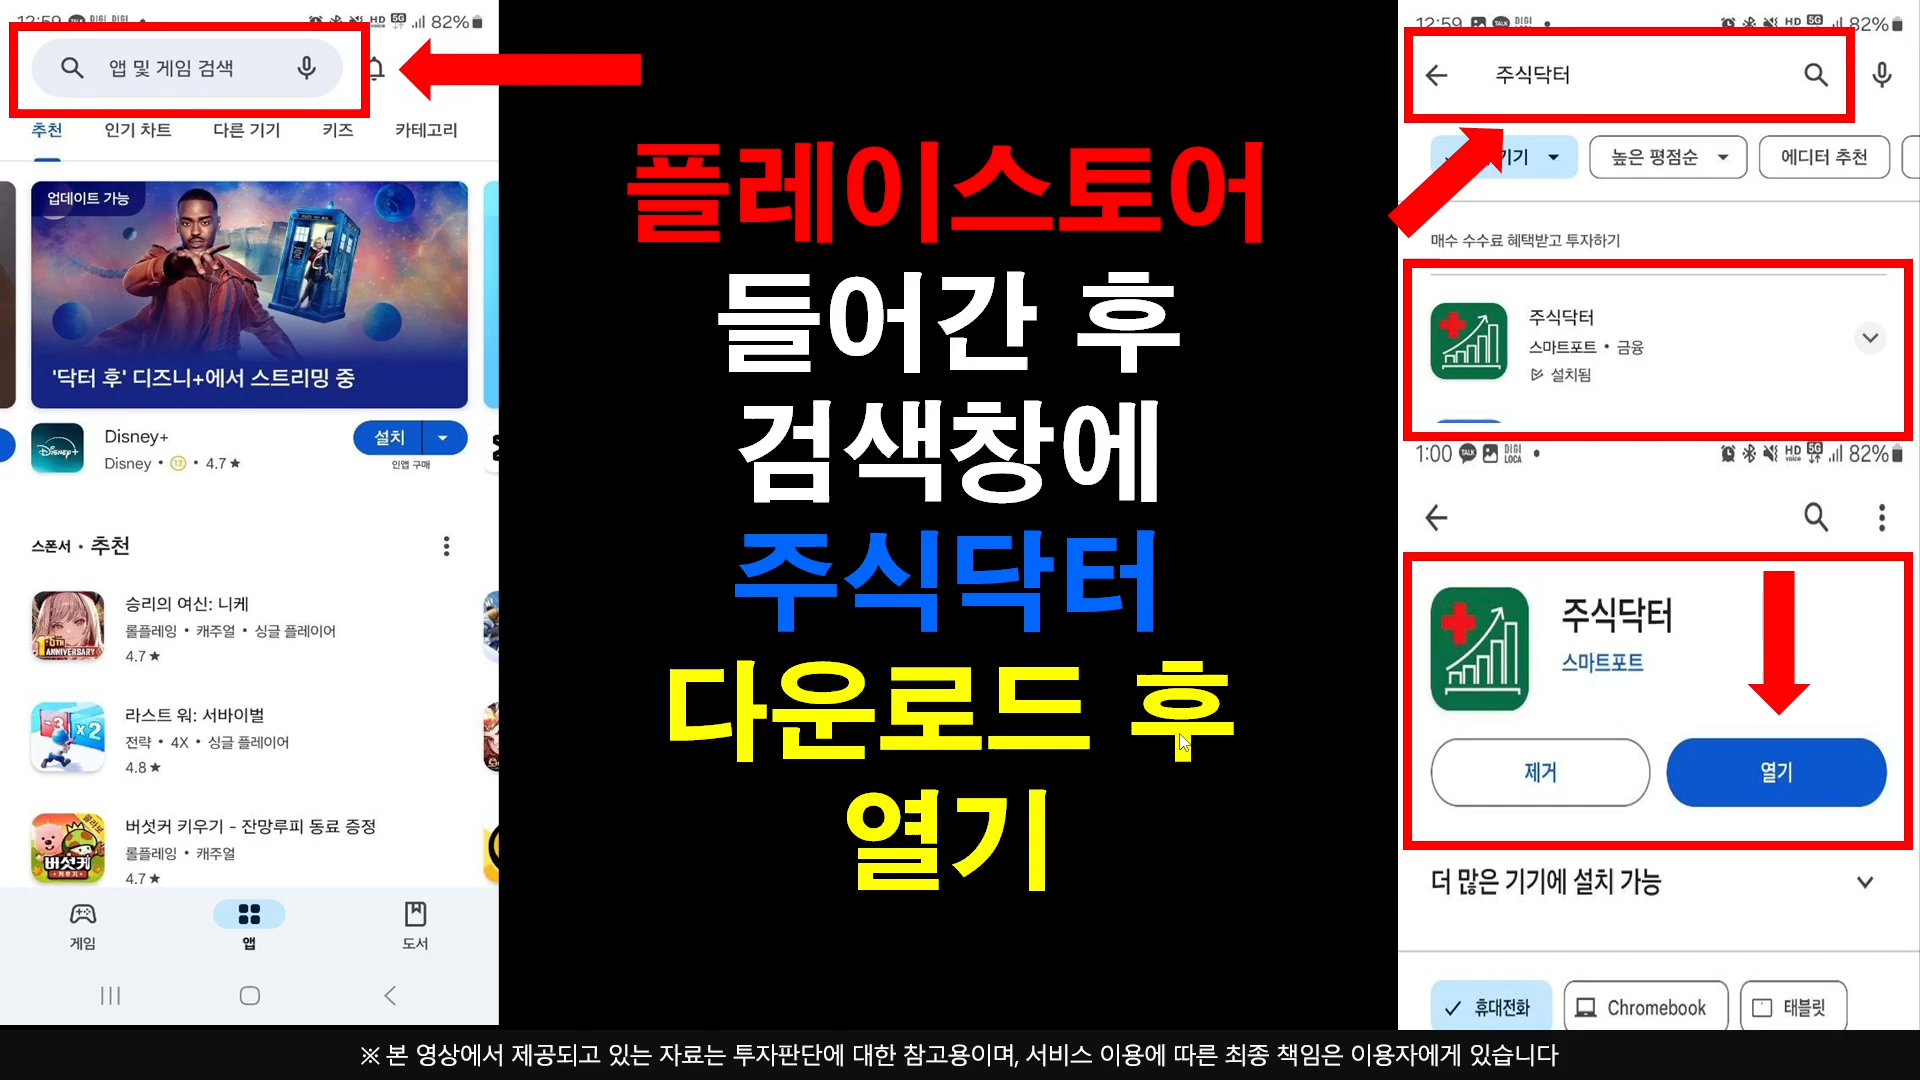 12:59
82%
앱 및 게임 검색
추천 인기 차트 다른 기기 키즈 카테고리
업데이트 가능
'닥터 후' 디즈니+에서 스트리밍 중
Disney+
Disney • 12 • 4.7★
설치
인앱 구매
스폰서 • 추천
승리의 여신: 니케
롤플레잉 • 캐주얼 • 싱글 플레이어
4.7★
라스트 워: 서바이벌
전략 • 4X • 싱글 플레이어
4.8★
버섯커 키우기 - 잔망루피 동료 증정
롤플레잉 • 캐주얼
4.7★
게임 앱 도서
플레이스토어
들어간 후
검색창에
주식닥터
다운로드 후
열기
12:59
82%
주식닥터
기기 높은 평점순 에디터 추천
매수 수수료 혜택받고 투자하기
주식닥터
스마트포트 • 금융
설치됨
1:00 TALK DIGI LOCA HD voice 5G 82%
주식닥터
스마트포트
제거 열기
더 많은 기기에 설치 가능
휴대전화 Chromebook 태블릿
※ 본 영상에서 제공되고 있는 자료는 투자판단에 대한 참고용이며, 서비스 이용에 따른 최종 책임은 이용자에게 있습니다